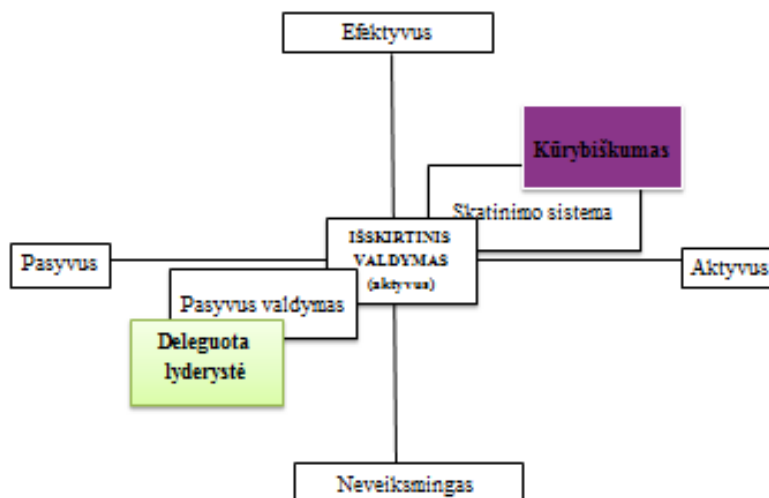 Efektyvus
Kūrybiškumas
Skatinimo sistema
IŠSKIRTINIS
VALDYMAS
(aktyvus)
Pasyvus
Aktyvus
Pasyvus valdymas
Deleguota
lyderystė
Neveiksmingas